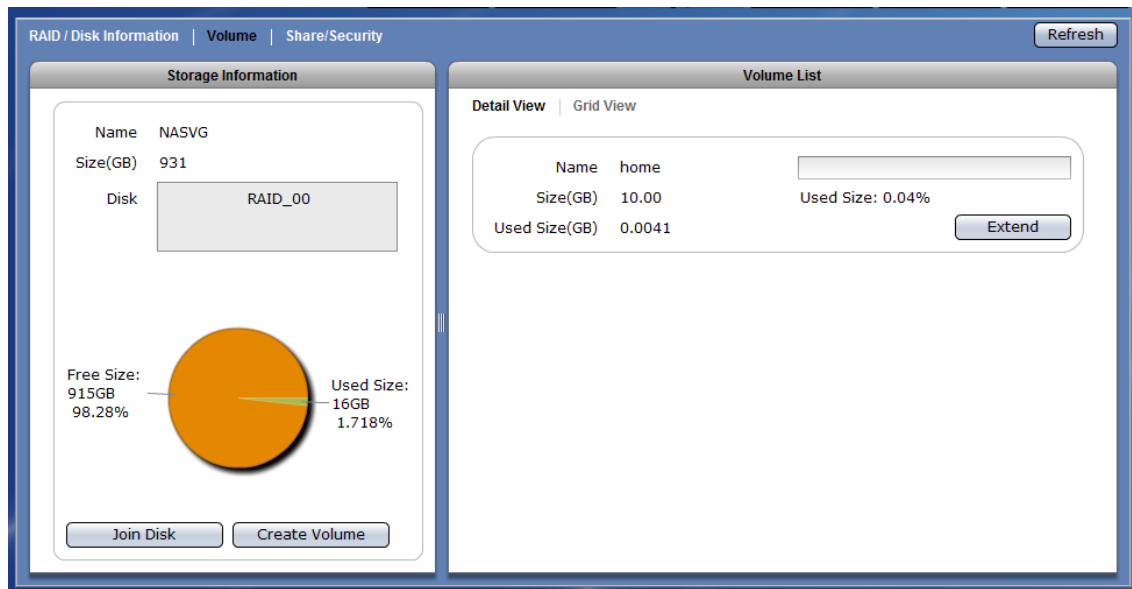 RAID / Disk Information | Volume | Share/Security
Refresh
Storage Information
Name NASVG
Size(GB) 931
Disk RAID_00
Free Size:
915GB
98.28%
Used Size:
16GB
1.718%
Join Disk
Create Volume
Volume List
Detail View | Grid View
Name home
Size(GB) 10.00
Used Size: 0.04%
Used Size(GB) 0.0041
Extend